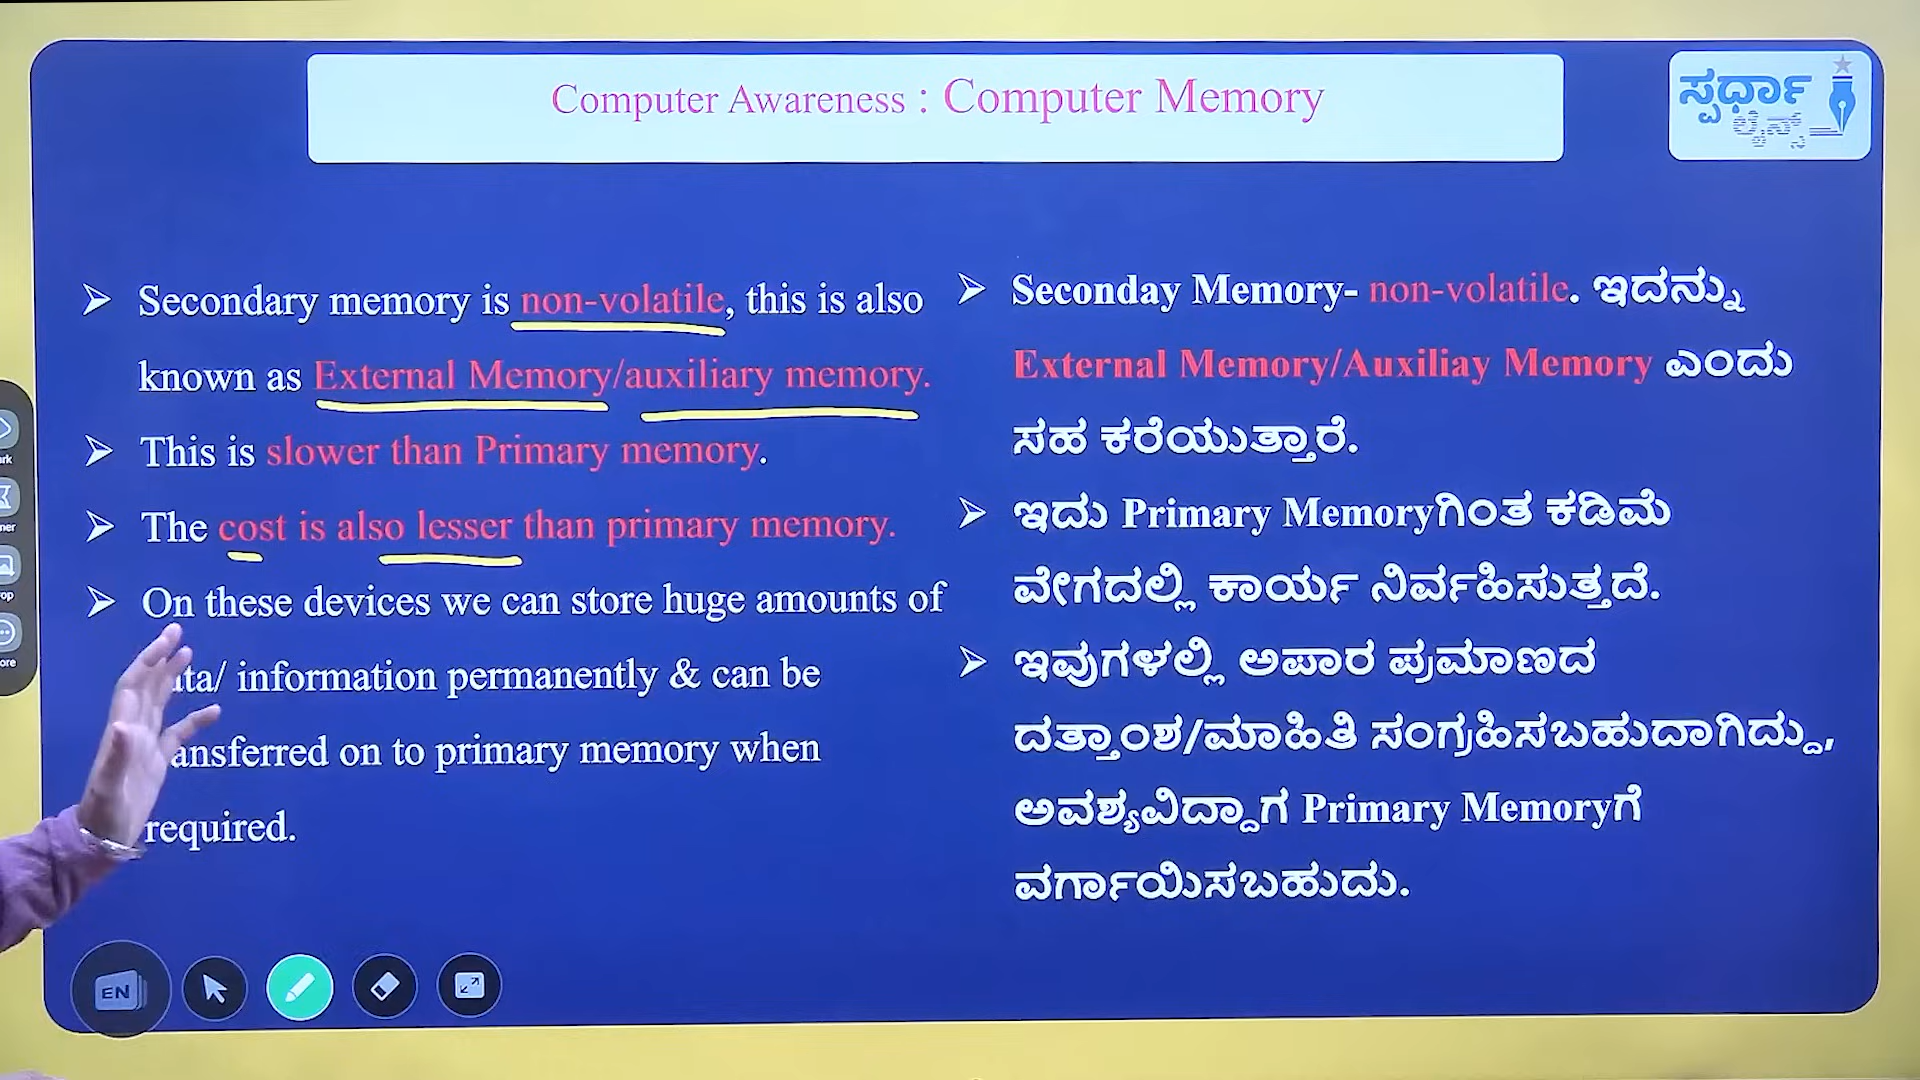 Computer Awareness : Computer Memory
ಸ್ಪರ್ಧಾ
ಲೈನ್ಸ್
➢ Secondary memory is non-volatile, this is also
known as External Memory/auxiliary memory.
➢ This is slower than Primary memory.
➢ The cost is also lesser than primary memory.
➢ On these devices we can store huge amounts of
/ information permanently & can be
on to primary memory when
required.
➢ Seconday Memory- non-volatile. ಇದನ್ನು
External Memory/Auxiliay Memory ಎಂದು
ಸಹ ಕರೆಯುತ್ತಾರೆ.
➢ ಇದು Primary Memoryಗಿಂತ ಕಡಿಮೆ
ವೇಗದಲ್ಲಿ ಕಾರ್ಯ ನಿರ್ವಹಿಸುತ್ತದೆ.
➢ ಇವುಗಳಲ್ಲಿ ಅಪಾರ ಪ್ರಮಾಣದ
ದತ್ತಾಂಶ/ಮಾಹಿತಿ ಸಂಗ್ರಹಿಸಬಹುದಾಗಿದ್ದು,
ಅವಶ್ಯವಿದ್ದಾಗ Primary Memoryಗೆ
ವರ್ಗಾಯಿಸಬಹುದು.
EN